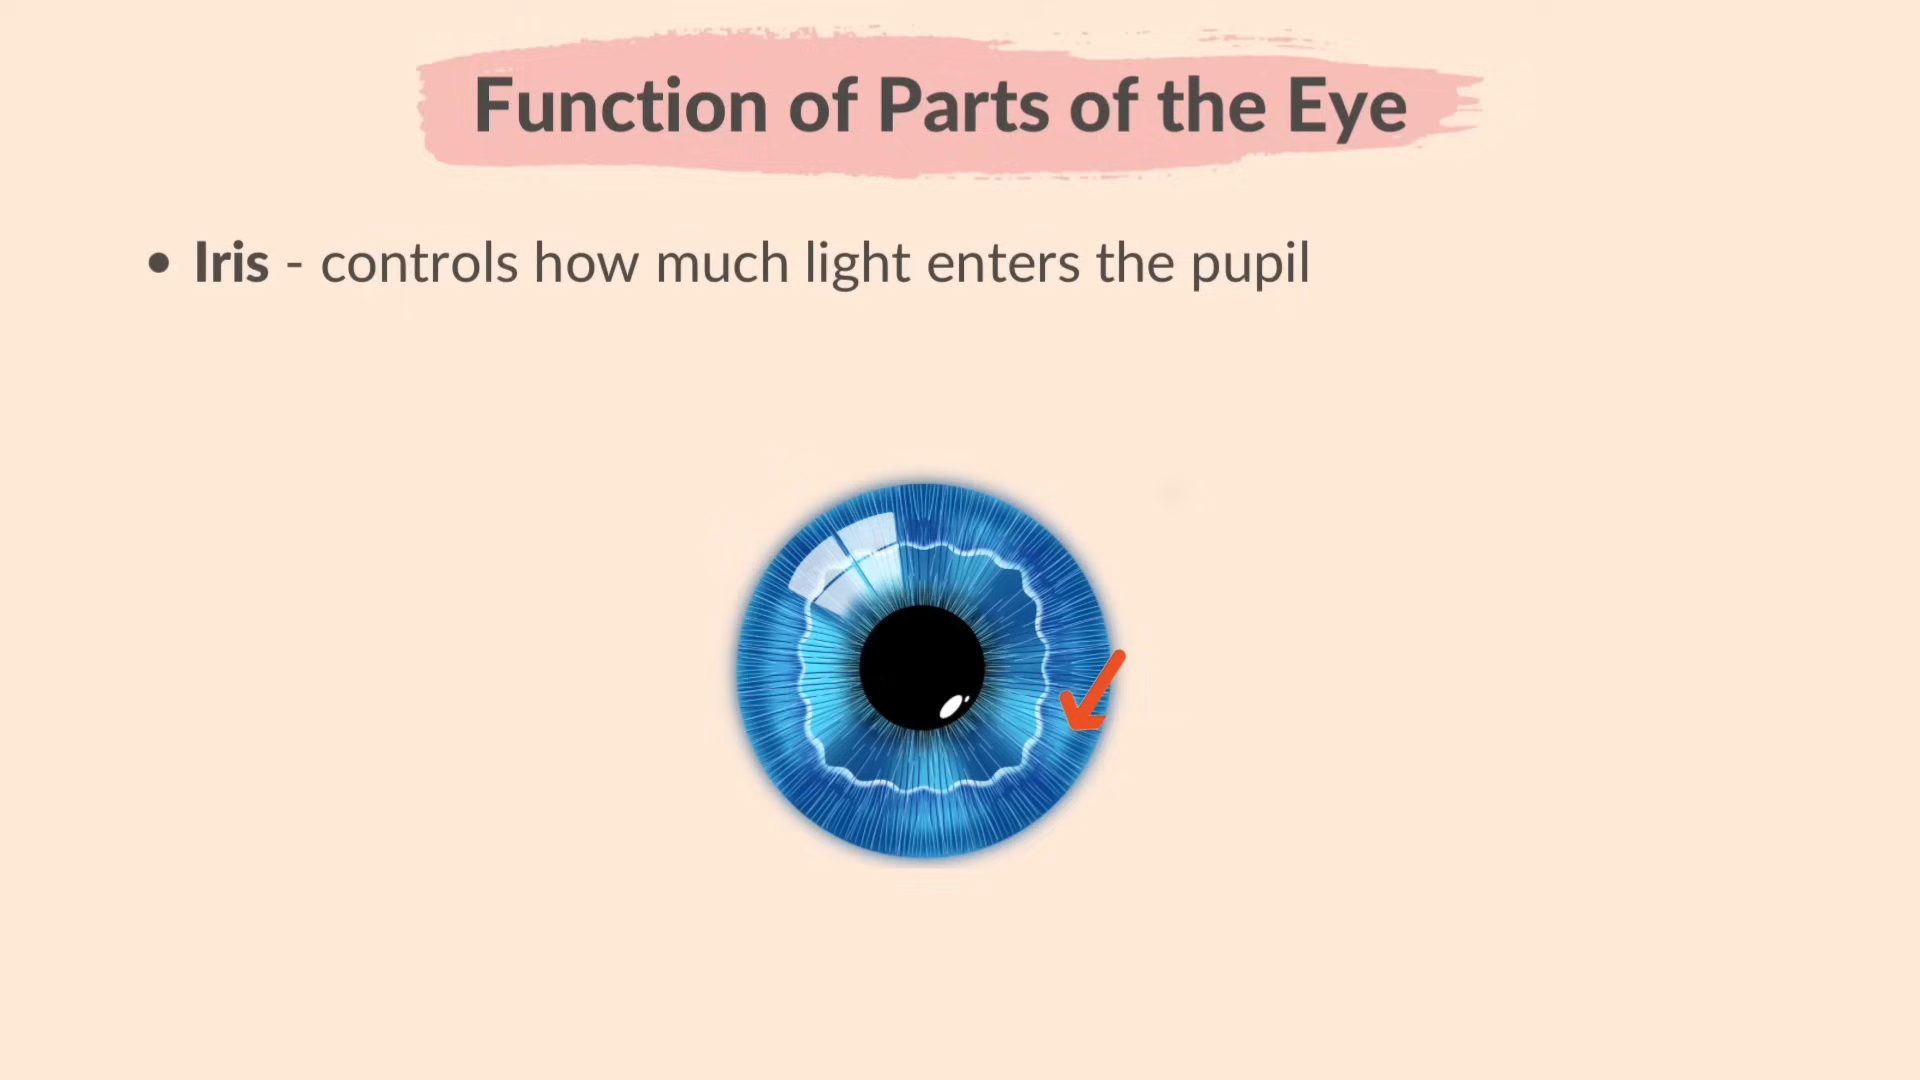 Function of Parts of the Eye
• Iris - controls how much light enters the pupil